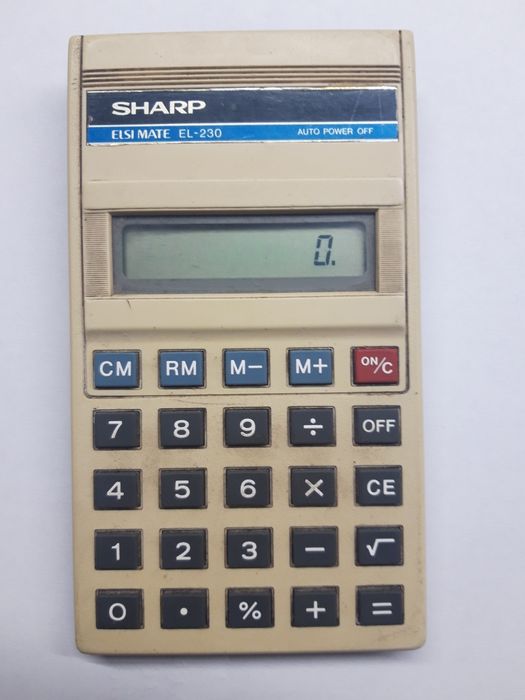 SHARP
ELSI MATE EL-230 AUTO POWER OFF
0.
CM RM M− M+ ON/C
7 8 9 ÷ OFF
4 5 6 × CE
1 2 3 − √
0 · % + =